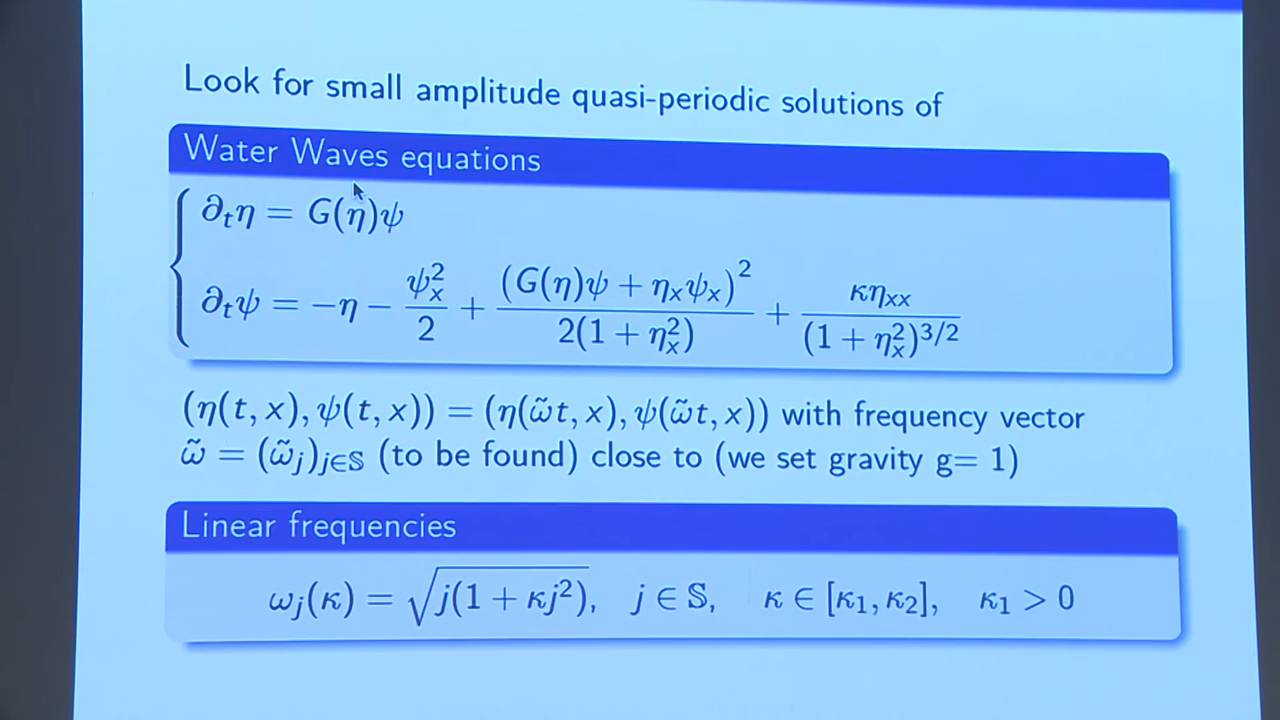 Look for small amplitude quasi-periodic solutions of
Water Waves equations
∂ₜη = G(η)ψ
∂ₜψ = −η − ψₓ²/2 + (G(η)ψ + ηₓψₓ)²/2(1 + ηₓ²) + κηₓₓ/(1 + ηₓ²)^{3/2}
(η(t, x), ψ(t, x)) = (η(ω̃t, x), ψ(ω̃t, x)) with frequency vector
ω̃ = (ω̃ⱼ)_{j∈𝕊} (to be found) close to (we set gravity g= 1)
Linear frequencies
ωⱼ(κ) = √(j(1 + κj²)), j ∈ 𝕊, κ ∈ [κ₁, κ₂], κ₁ > 0